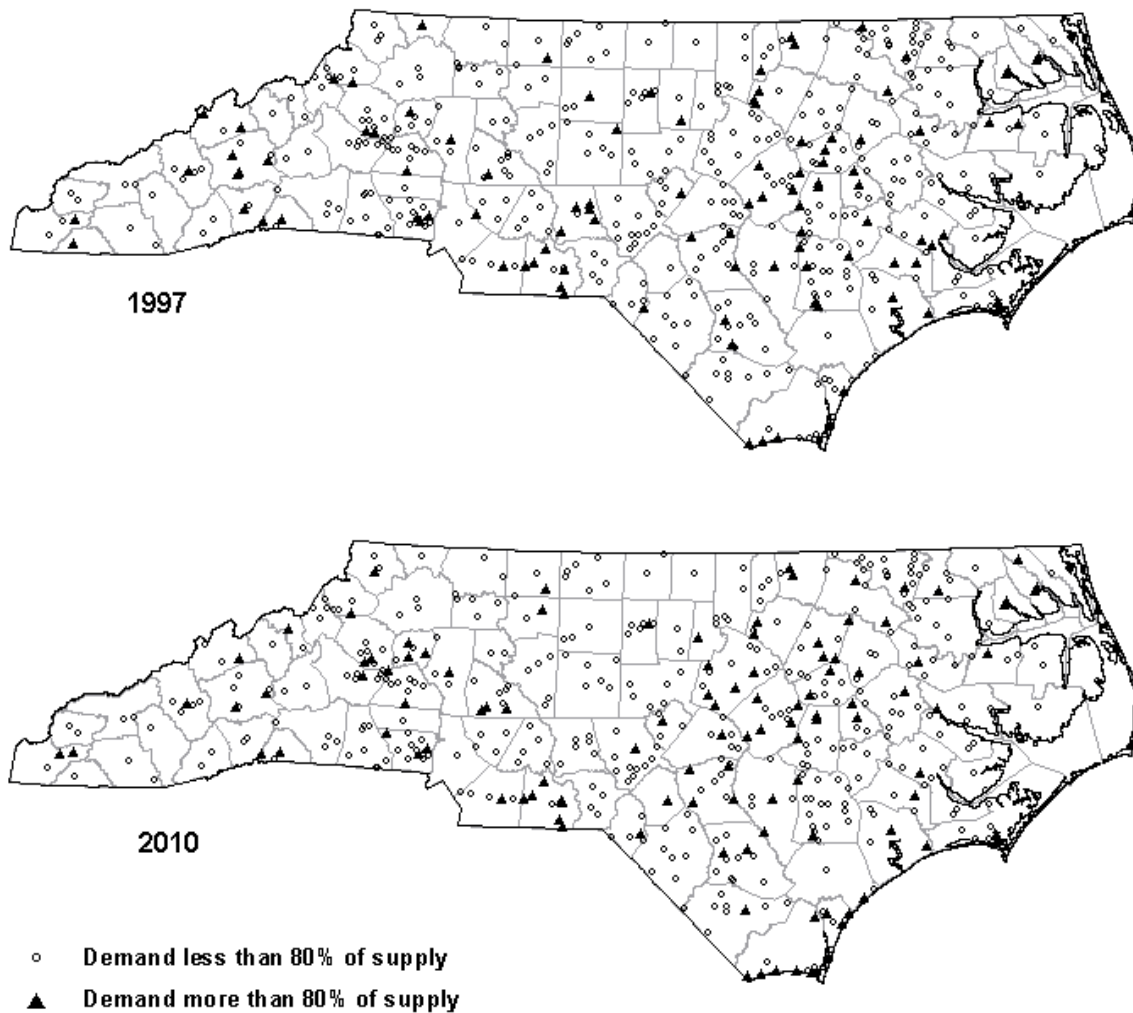 1997
2010
Demand less than 80% of supply
Demand more than 80% of supply